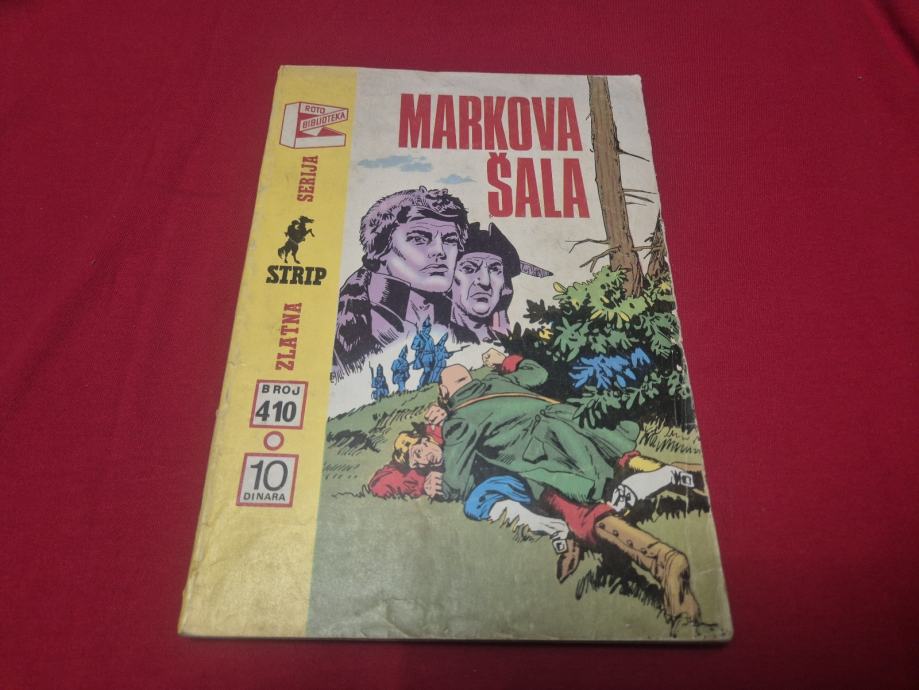 ROTO
BIBLIOTEKA
ZLATNA
STRIP
SERIJA
BROJ
410
10
DINARA
MARKOVA
ŠALA